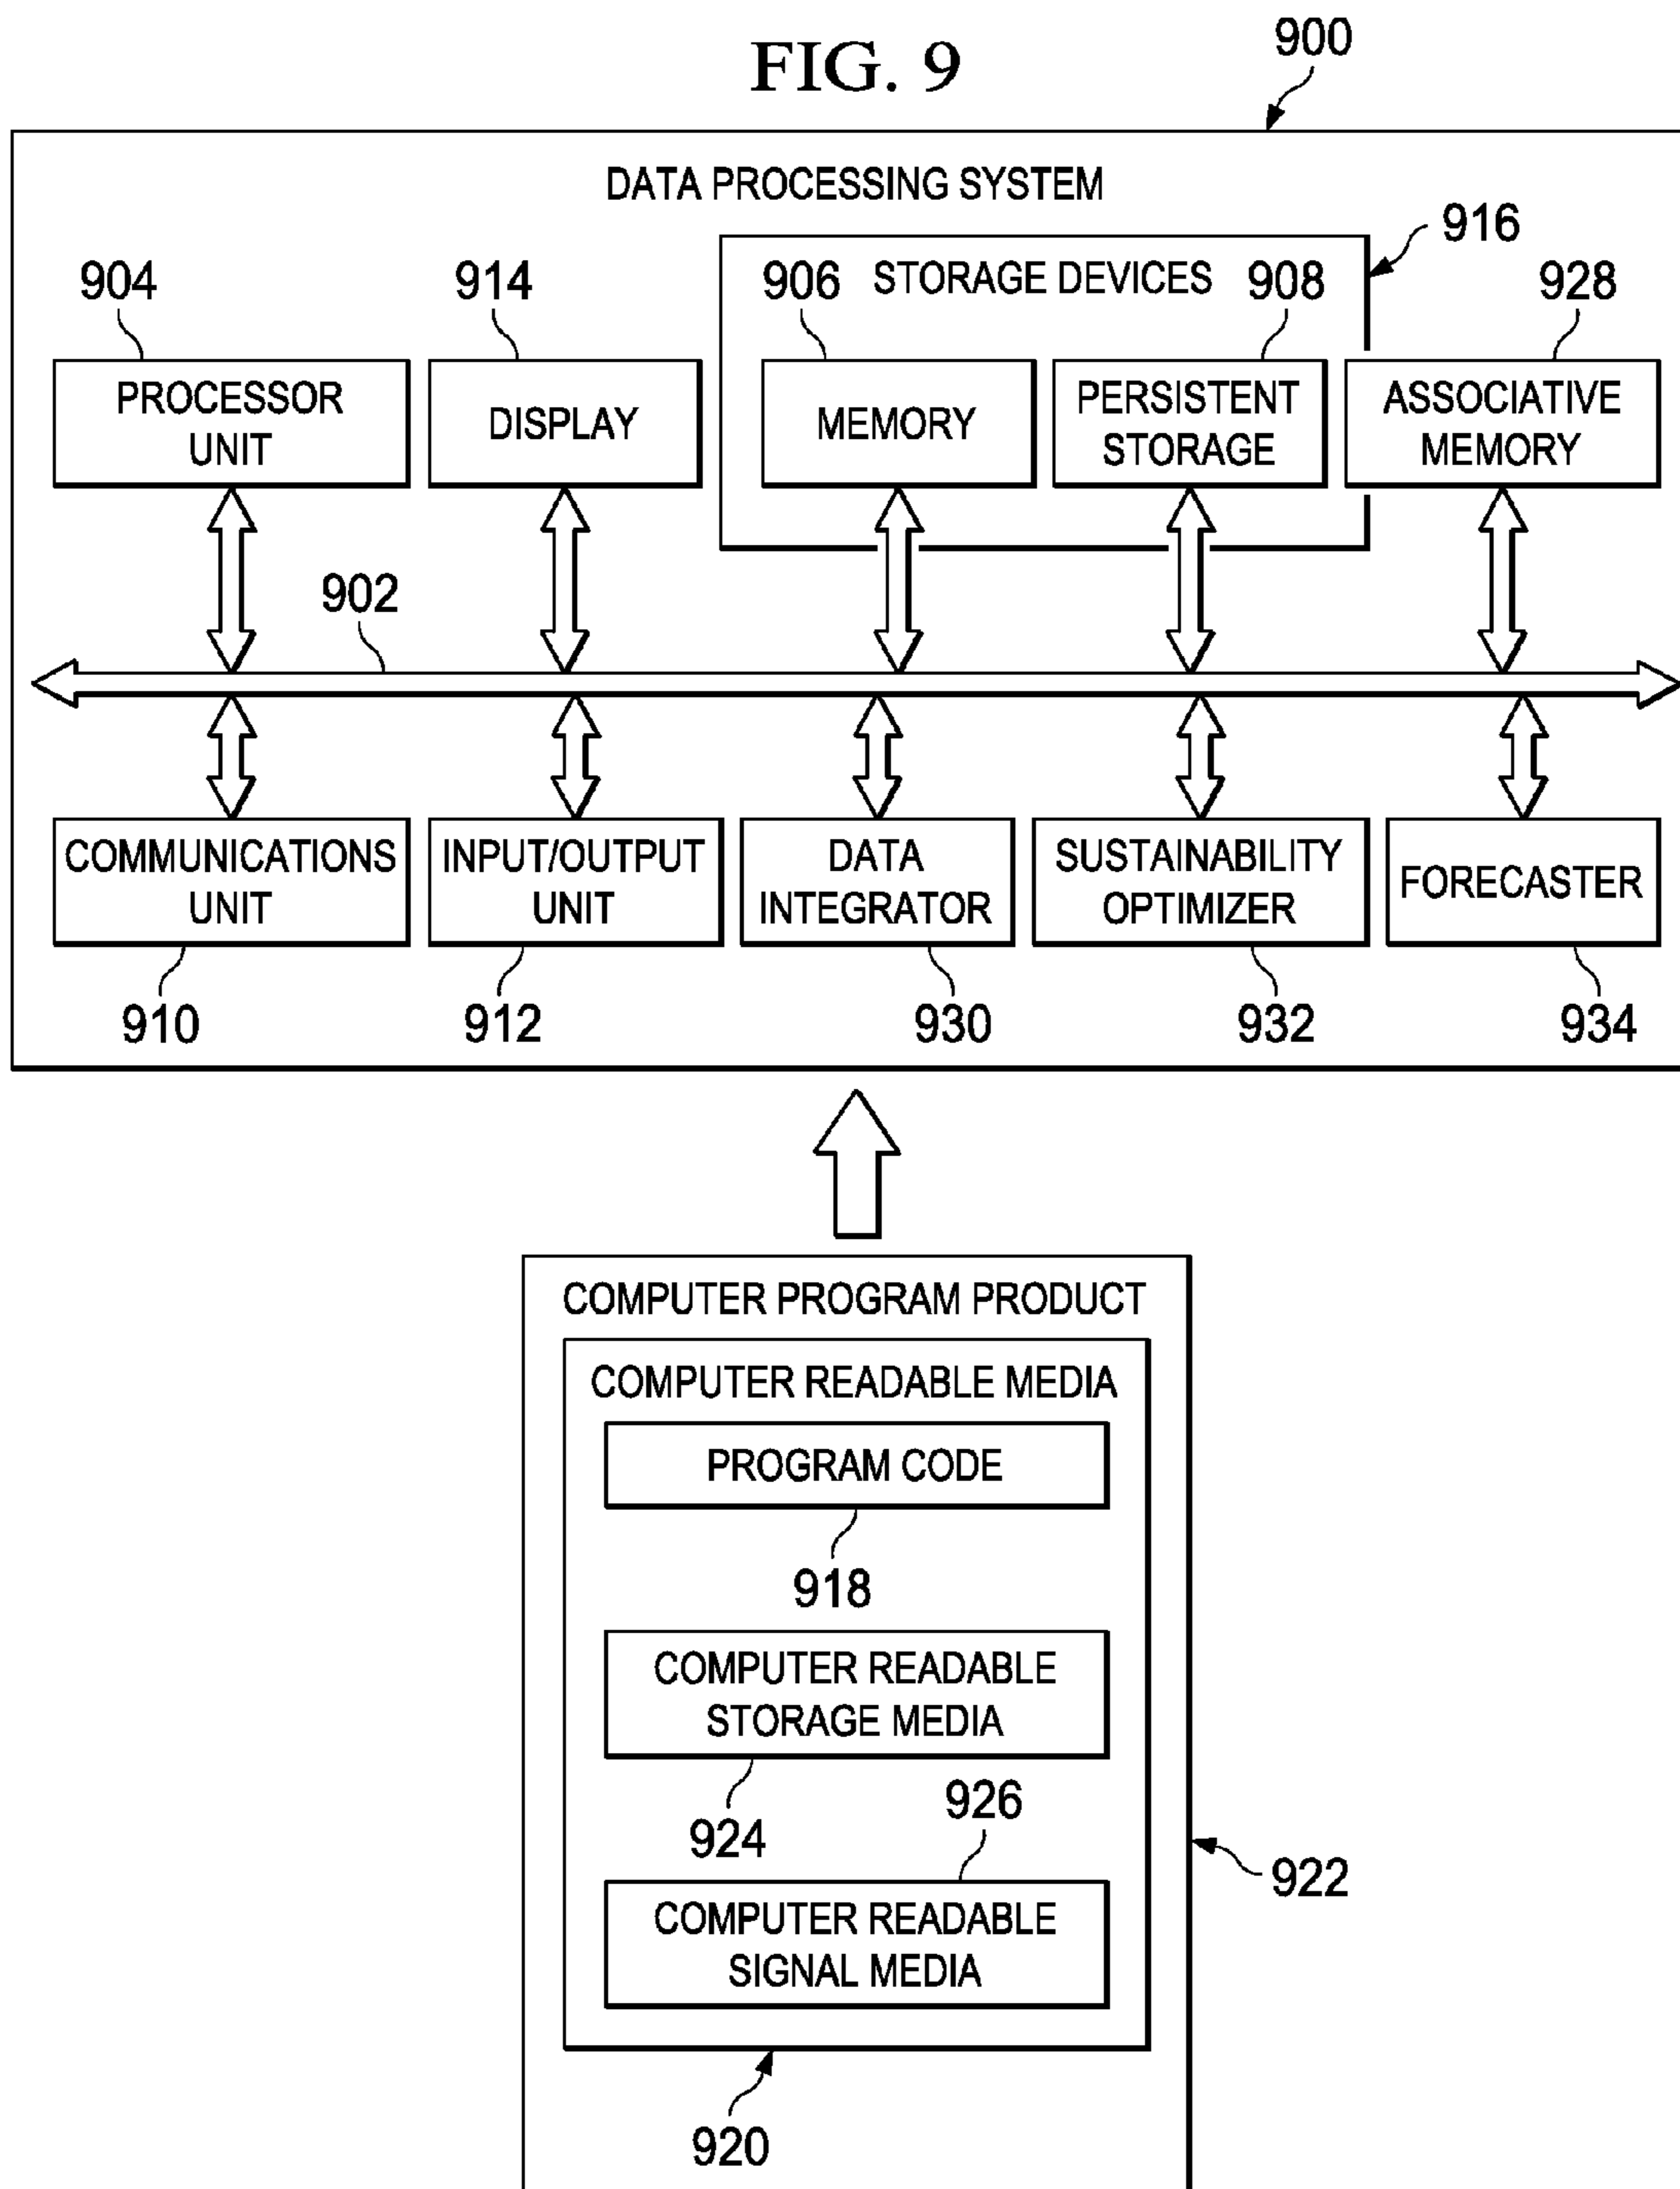 FIG. 9
900
DATA PROCESSING SYSTEM
916
904
914
906
STORAGE DEVICES
908
928
PROCESSOR
UNIT
DISPLAY
MEMORY
PERSISTENT
STORAGE
ASSOCIATIVE
MEMORY
902
COMMUNICATIONS
UNIT
INPUT/OUTPUT
UNIT
DATA
INTEGRATOR
SUSTAINABILITY
OPTIMIZER
FORECASTER
910
912
930
932
934
COMPUTER PROGRAM PRODUCT
COMPUTER READABLE MEDIA
PROGRAM CODE
918
COMPUTER READABLE
STORAGE MEDIA
924
926
COMPUTER READABLE
SIGNAL MEDIA
922
920